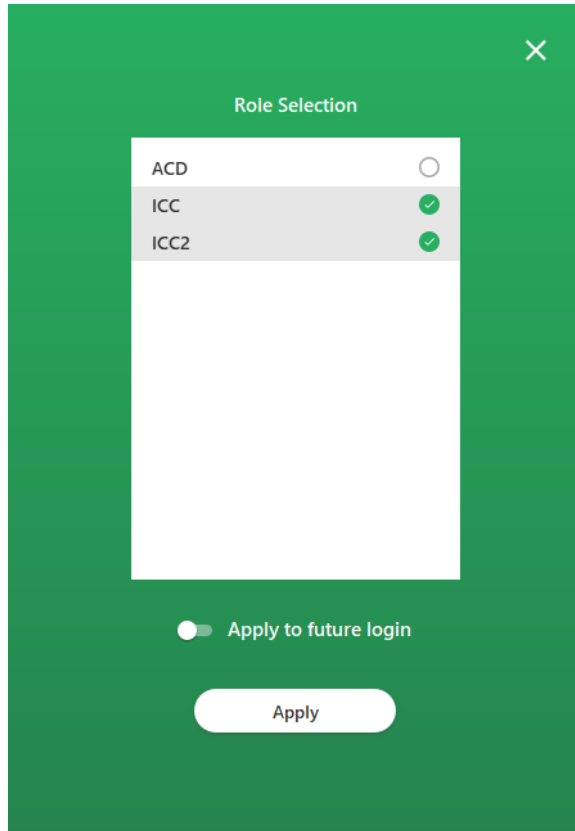 Role Selection
ACD
ICC
ICC2
Apply to future login
Apply